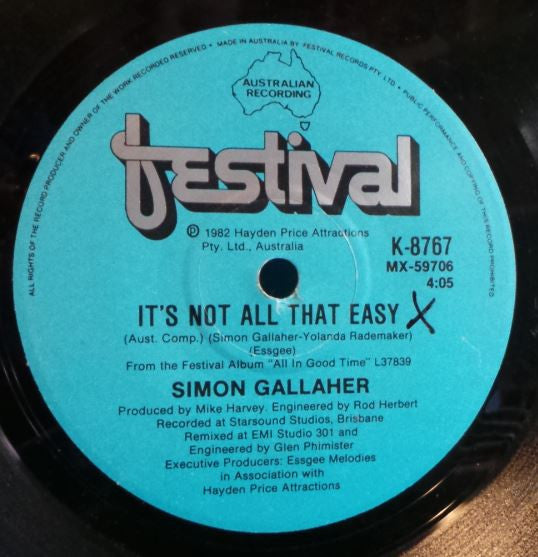 ALL RIGHTS OF THE RECORD PRODUCER AND OWNER OF THE WORK RECORDED RESERVED • MADE IN AUSTRALIA BY FESTIVAL RECORDS PTY. LTD. • PUBLIC PERFORMANCE AND COPYING OF THIS RECORD PROHIBITED
AUSTRALIAN
RECORDING
festival
℗ 1982 Hayden Price Attractions
Pty. Ltd., Australia
K-8767
MX-59706
4:05
IT'S NOT ALL THAT EASY X
(Aust. Comp.) (Simon Gallaher-Yolanda Rademaker)
(Essgee)
From the Festival Album "All In Good Time" L37839
SIMON GALLAHER
Produced by Mike Harvey. Engineered by Rod Herbert
Recorded at Starsound Studios, Brisbane
Remixed at EMI Studio 301 and
Engineered by Glen Phimister
Executive Producers: Essgee Melodies
in Association with
Hayden Price Attractions